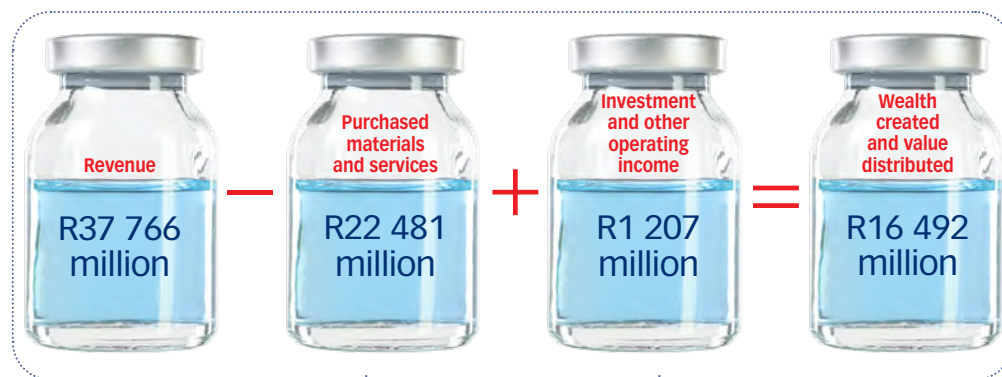 Revenue
R37 766
million
−
Purchased
materials
and services
R22 481
million
+
Investment
and other
operating
income
R1 207
million
=
Wealth
created
and value
distributed
R16 492
million